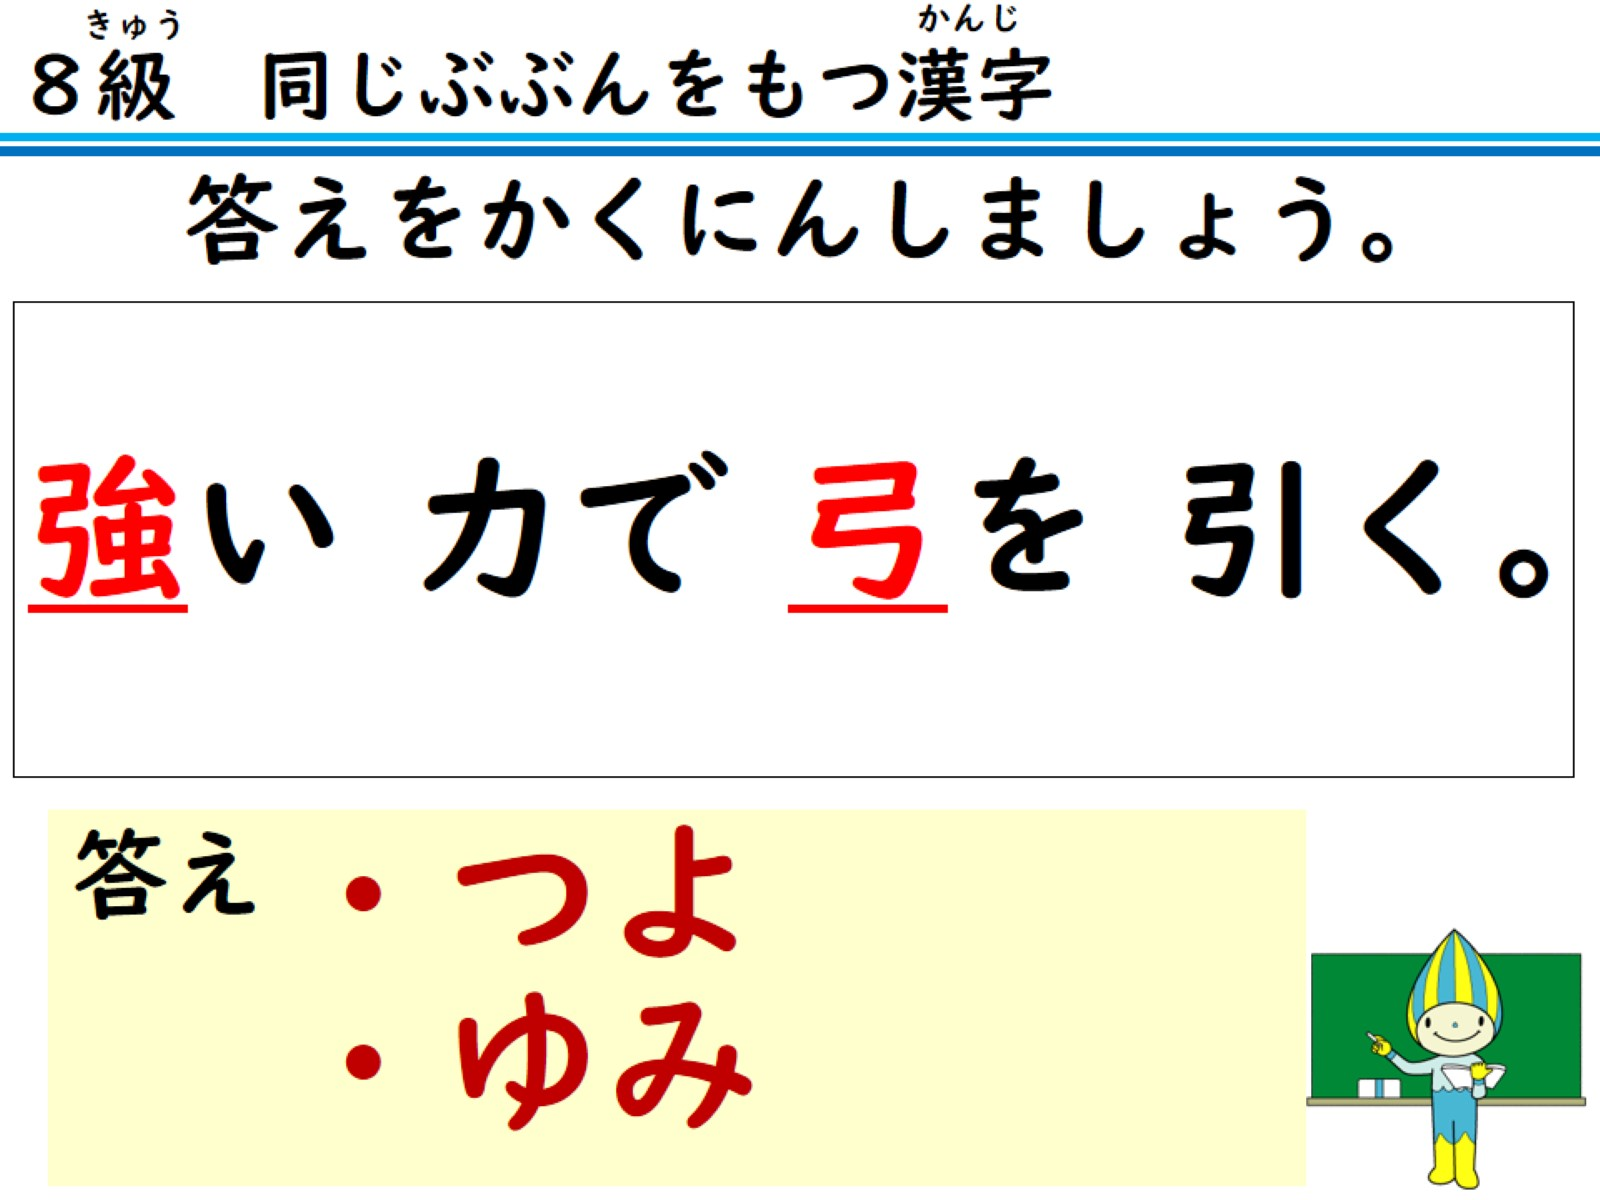 きゅう かんじ
８級 同じぶぶんをもつ漢字
答えをかくにんしましょう。
強い 力で 弓を 引く。
答え ・つよ
・ゆみ